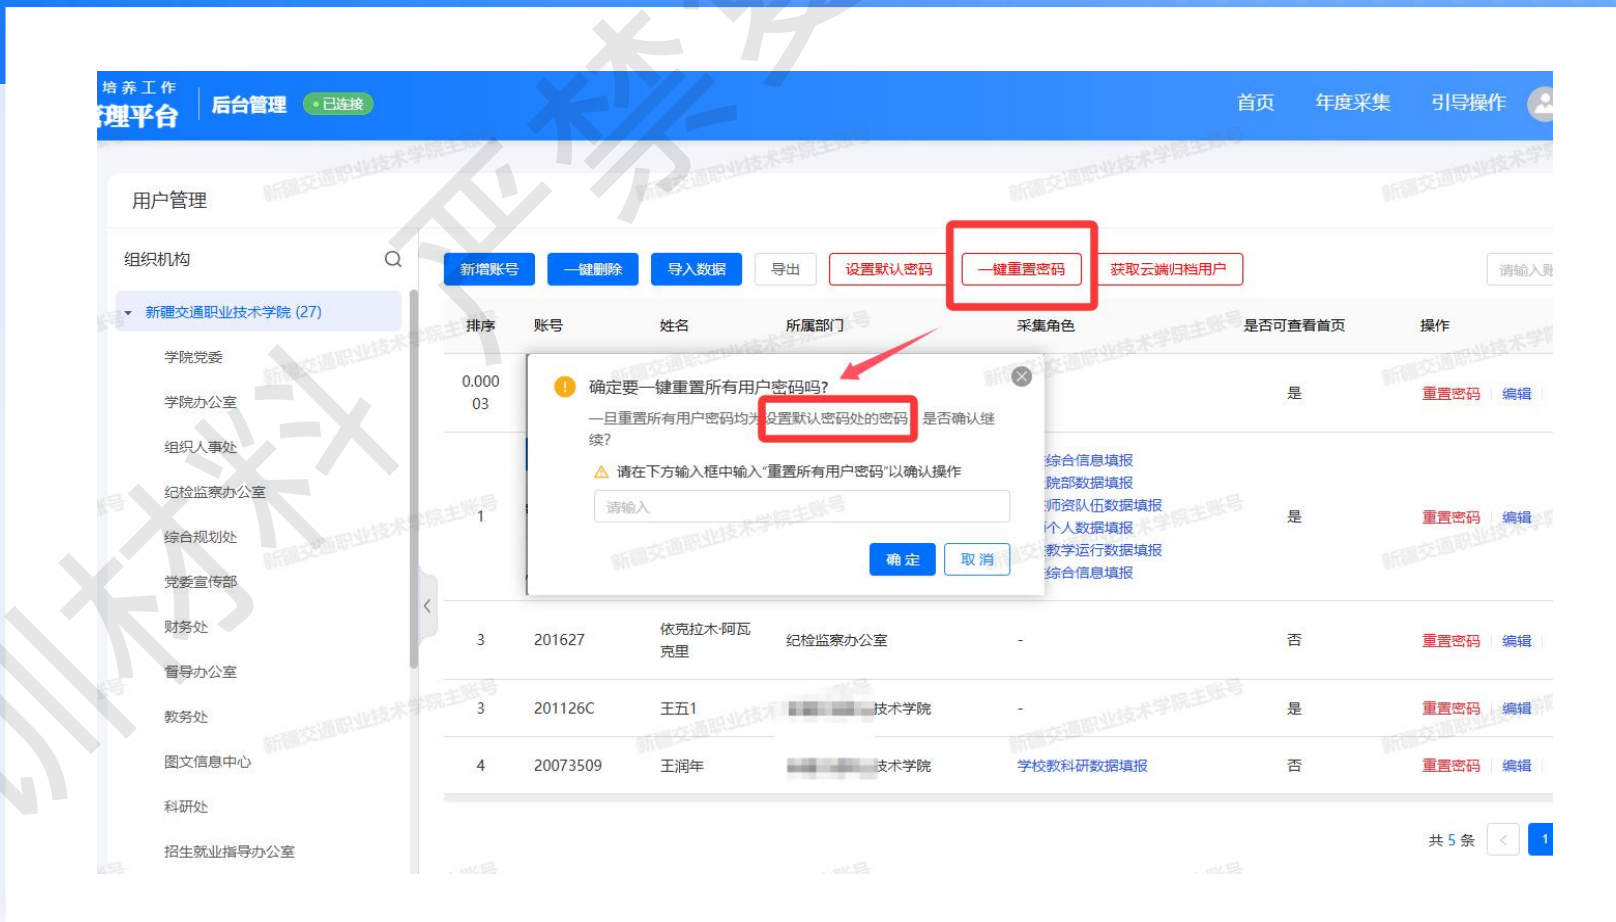 培养工作
管理平台
后台管理
已连接
首页
年度采集
引导操作
用户管理
组织机构
新疆交通职业技术学院 (27)
学院党委
学院办公室
组织人事处
纪检监察办公室
综合规划处
党委宣传部
财务处
督导办公室
教务处
图文信息中心
科研处
招生就业指导办公室
新增账号
一键删除
导入数据
导出
设置默认密码
一键重置密码
获取云端归档用户
请输入账
排序 账号 姓名 所属部门 采集角色 是否可查看首页 操作
0.000
03
是 重置密码 编辑
确定要一键重置所有用户密码吗?
一旦重置所有用户密码均为设置默认密码处的密码 是否确认继
续?
请在下方输入框中输入“重置所有用户密码”以确认操作
请输入
确 定
取 消
1
综合信息填报
院部数据填报
师资队伍数据填报
个人数据填报
教学运行数据填报
综合信息填报
是 重置密码 编辑
3 201627 依克拉木·阿瓦
克里
纪检监察办公室 - 否 重置密码 编辑
3 201126C 王五1 技术学院 - 是 重置密码 编辑
4 20073509 王润年 技术学院 学校教科研数据填报 否 重置密码 编辑
共 5 条 < 1
新疆交通职业技术学院主账号
训材料 严禁